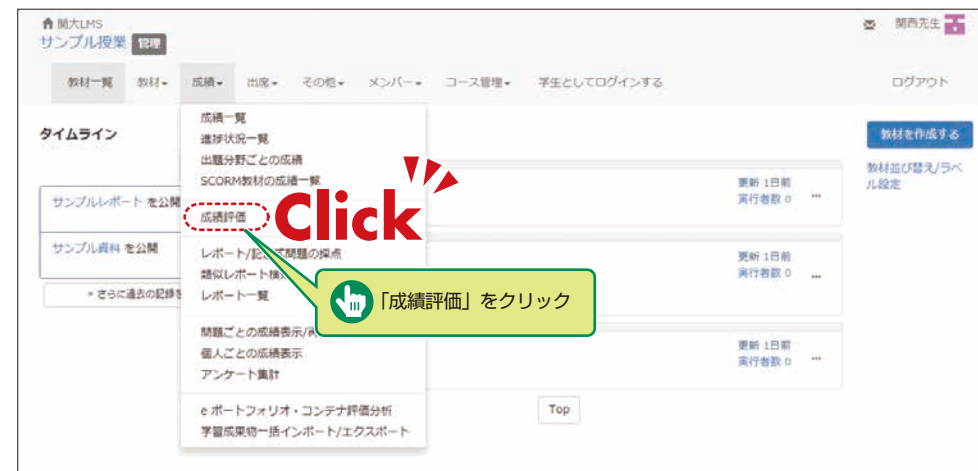 関大LMS
関西先生
サンプル授業 管理
教材一覧 教材 成績 出席 その他 メンバー コース管理 学生としてログインする ログアウト
タイムライン
サンプルレポート を公開
サンプル資料 を公開
» さらに過去の記録を
成績一覧
進捗状況一覧
出題分野ごとの成績
SCORM教材の成績一覧
成績評価
Click
レポート/記述式問題の採点
類似レポート検
レポート一覧
「成績評価」をクリック
問題ごとの成績表示/再
個人ごとの成績表示
アンケート集計
e ポートフォリオ・コンテナ評価分析
学習成果物一括インポート/エクスポート
更新 1日前
実行者数 0 ...
更新 1日前
実行者数 0 ...
更新 1日前
実行者数 0 ...
Top
教材を作成する
教材並び替え/ラベ
ル設定